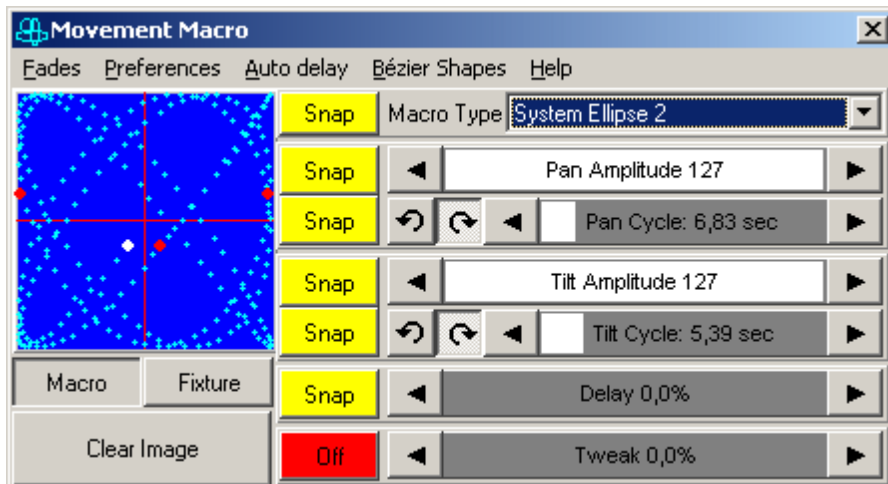 Movement Macro
Fades Preferences Auto delay Bézier Shapes Help
Snap Macro Type System Ellipse 2
Snap Pan Amplitude 127
Snap Pan Cycle: 6,83 sec
Snap Tilt Amplitude 127
Snap Tilt Cycle: 5,39 sec
Macro Fixture Snap Delay 0,0%
Clear Image Off Tweak 0,0%